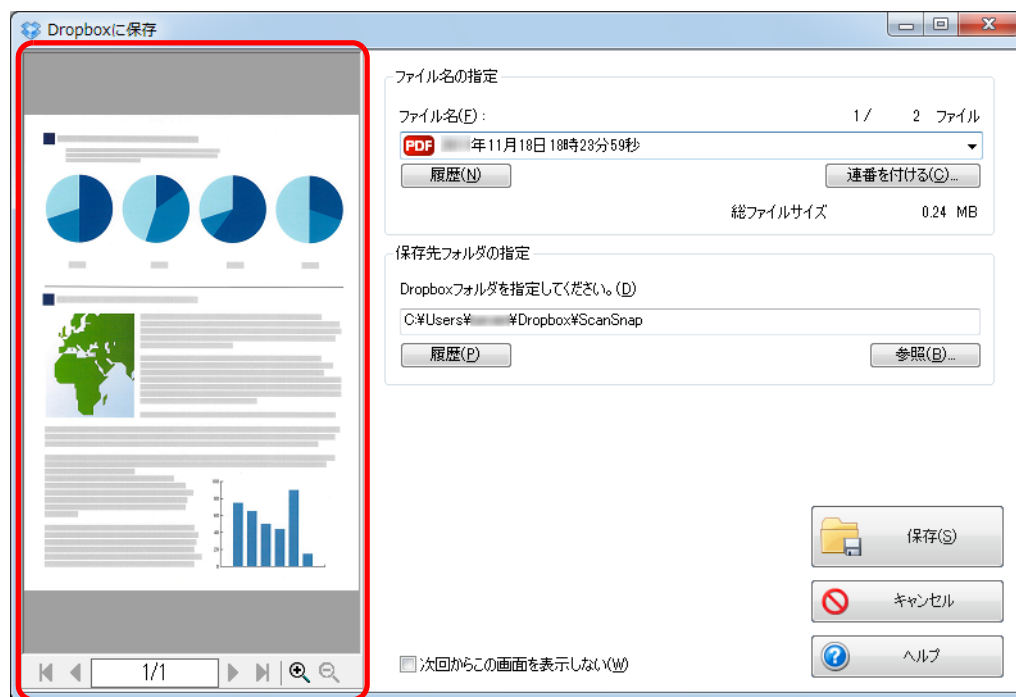 Dropboxに保存
ファイル名の指定
ファイル名(F):
1/ 2 ファイル
PDF 年11月18日18時23分59秒
履歴(N)
連番を付ける(C)...
総ファイルサイズ 0.24 MB
保存先フォルダの指定
Dropboxフォルダを指定してください。(D)
C:¥Users¥ ¥Dropbox¥ScanSnap
履歴(P)
参照(B)...
保存(S)
キャンセル
ヘルプ
次回からこの画面を表示しない(W)
1/1